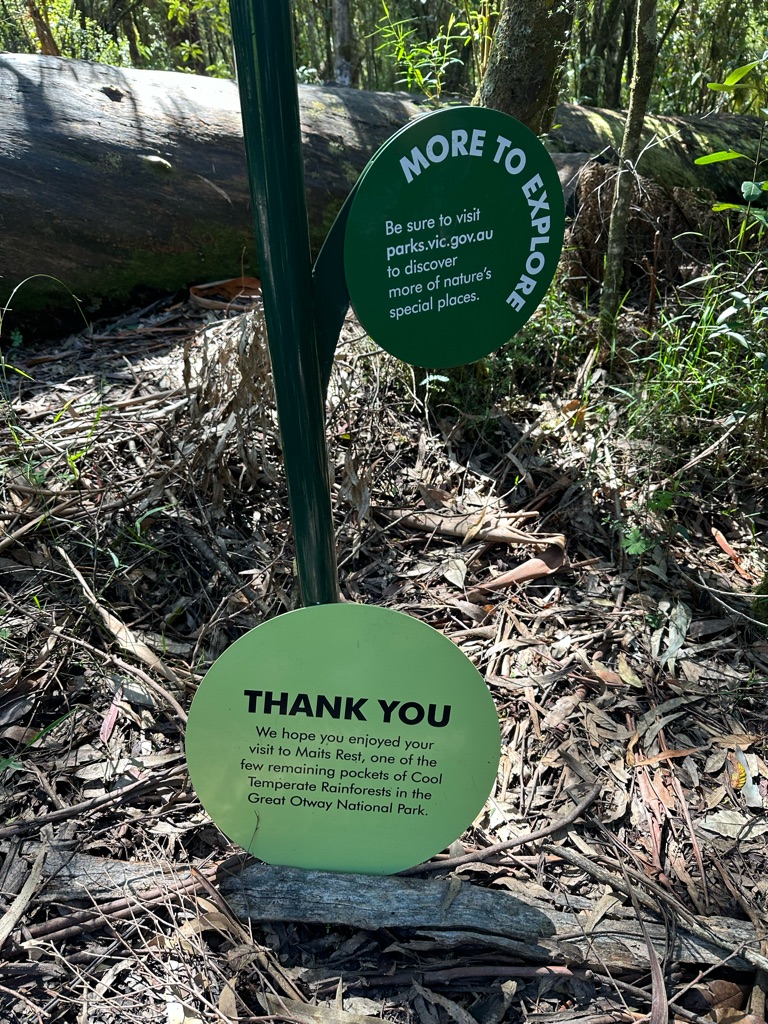 MORE TO EXPLORE
Be sure to visit
parks.vic.gov.au
to discover
more of nature's
special places.
THANK YOU
We hope you enjoyed your
visit to Maits Rest, one of the
few remaining pockets of Cool
Temperate Rainforests in the
Great Otway National Park.